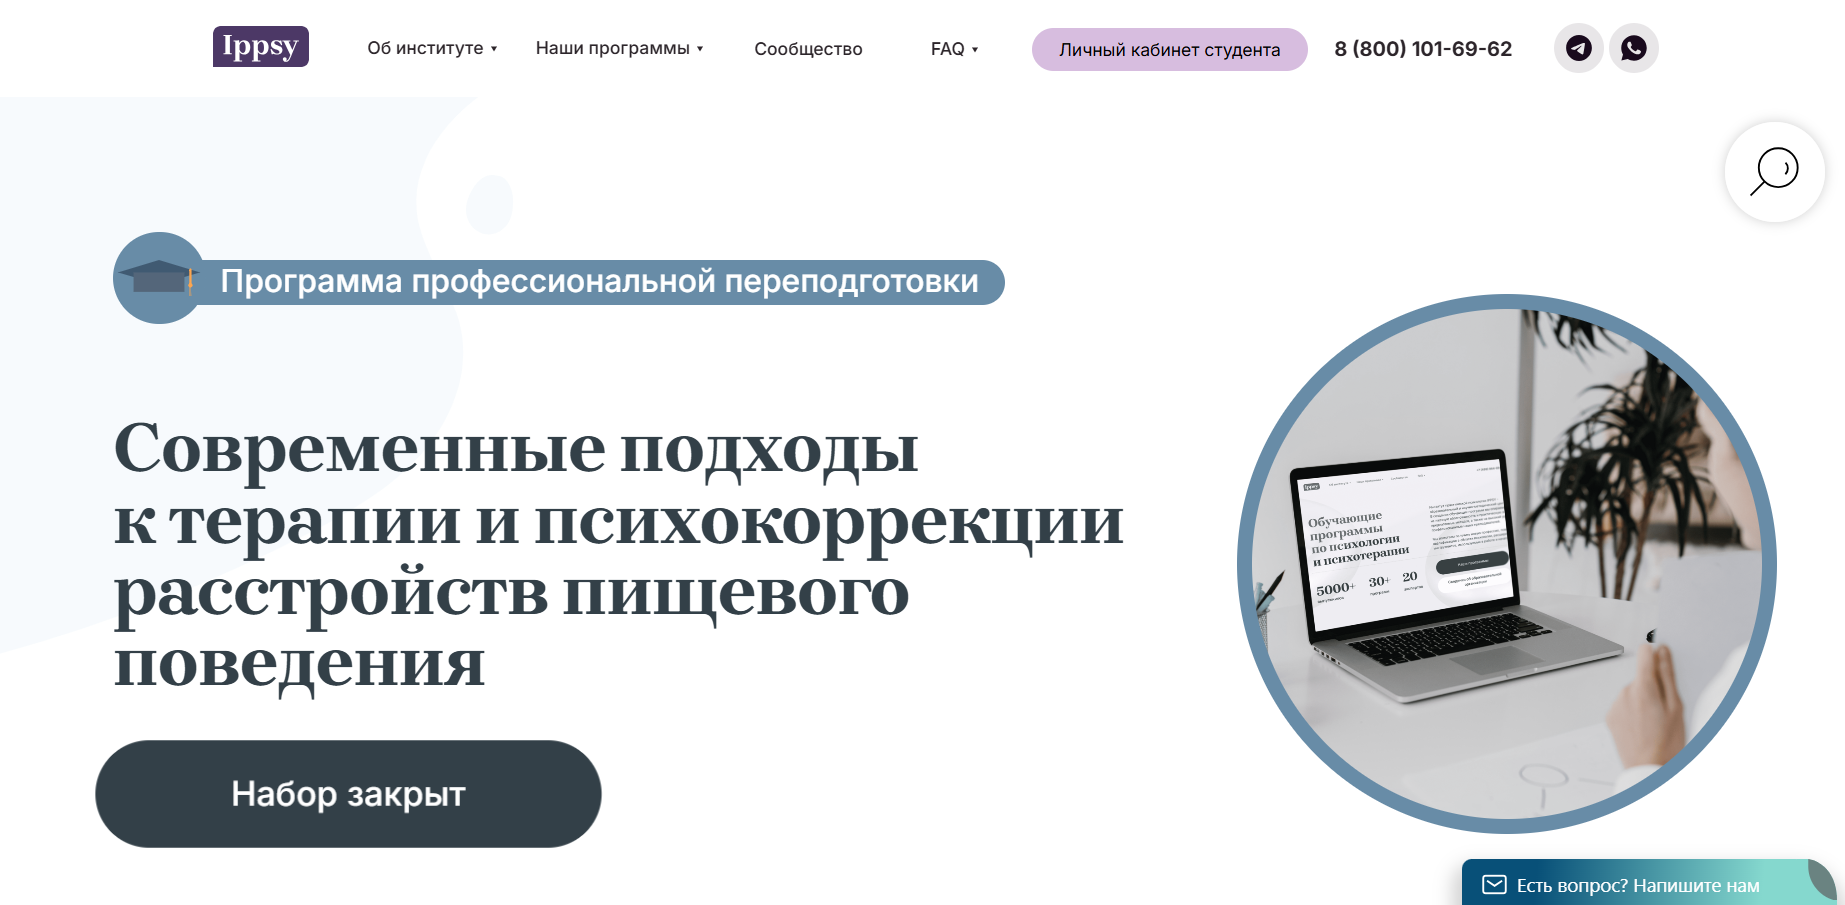 Ippsy
Об институте
Наши программы
Сообщество
FAQ
Личный кабинет студента
8 (800) 101-69-62
Программа профессиональной переподготовки
Современные подходы
к терапии и психокоррекции
расстройств пищевого
поведения
Набор закрыт
Ippsy
Обучающие
программы
по психологии
и психотерапии
5000+
30+
20
Есть вопрос? Напишите нам